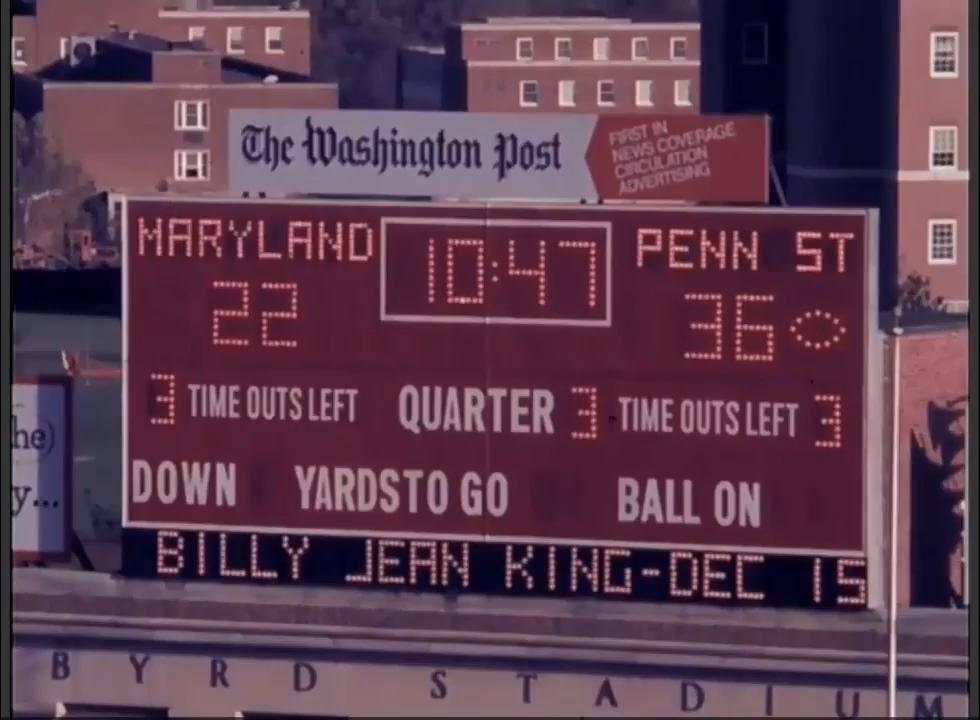 The Washington Post
FIRST IN
NEWS COVERAGE
CIRCULATION
ADVERTISING
MARYLAND 10:47 PENN ST
22 36
3 TIME OUTS LEFT QUARTER 3 TIME OUTS LEFT 3
DOWN YARDS TO GO BALL ON
BILLY JEAN KING-DEC 15
he)
y...
BYRD STADIUM